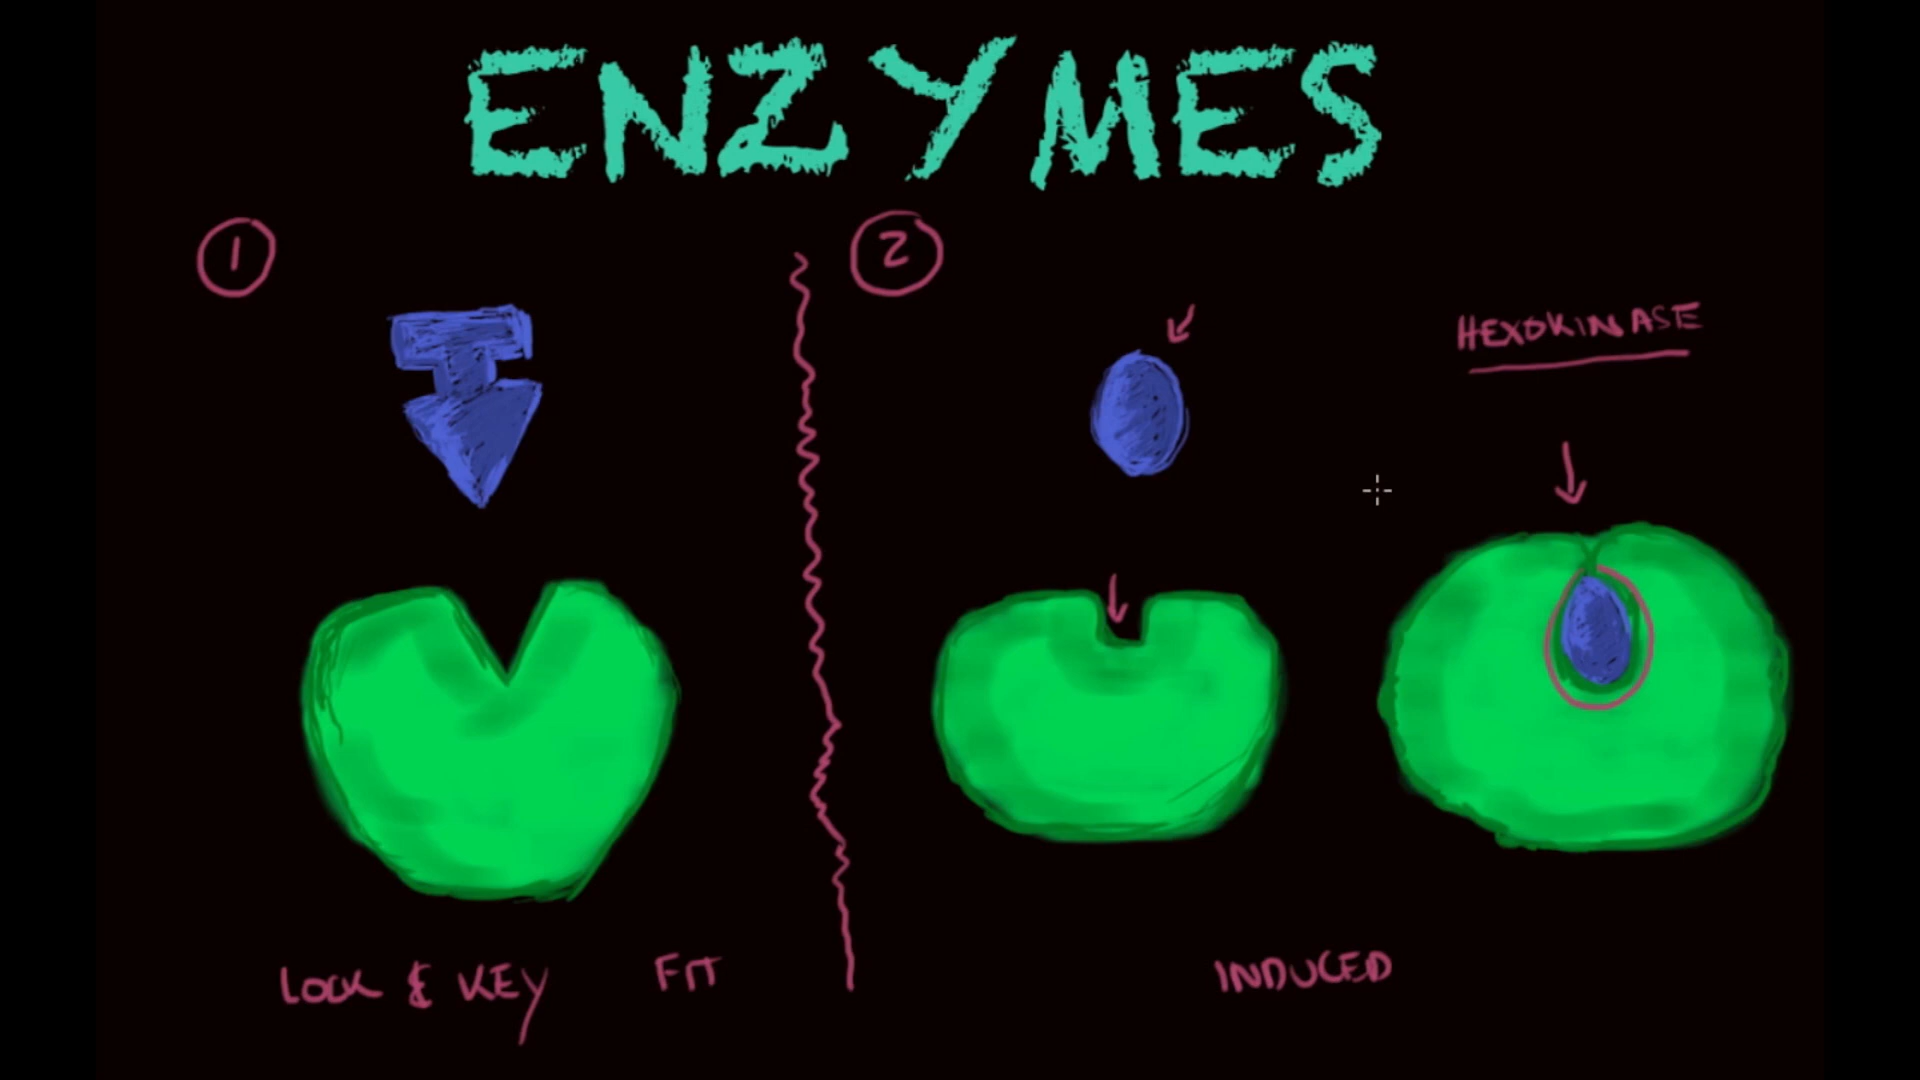 ENZYMES
1
2
HEXOKINASE
LOCK & KEY FIT
INDUCED